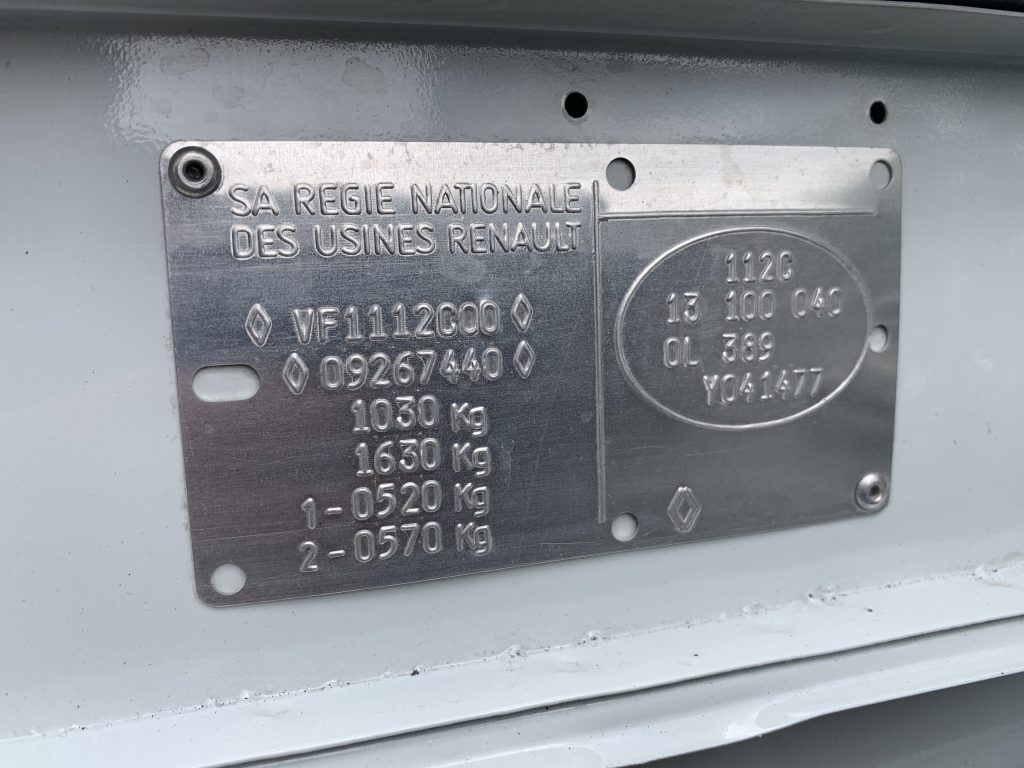 SA REGIE NATIONALE
DES USINES RENAULT
VF1112C00
09267440
1030 Kg
1630 Kg
1-0520 Kg
2-0570 Kg
112C
13 100 040
OL 389
Y041477